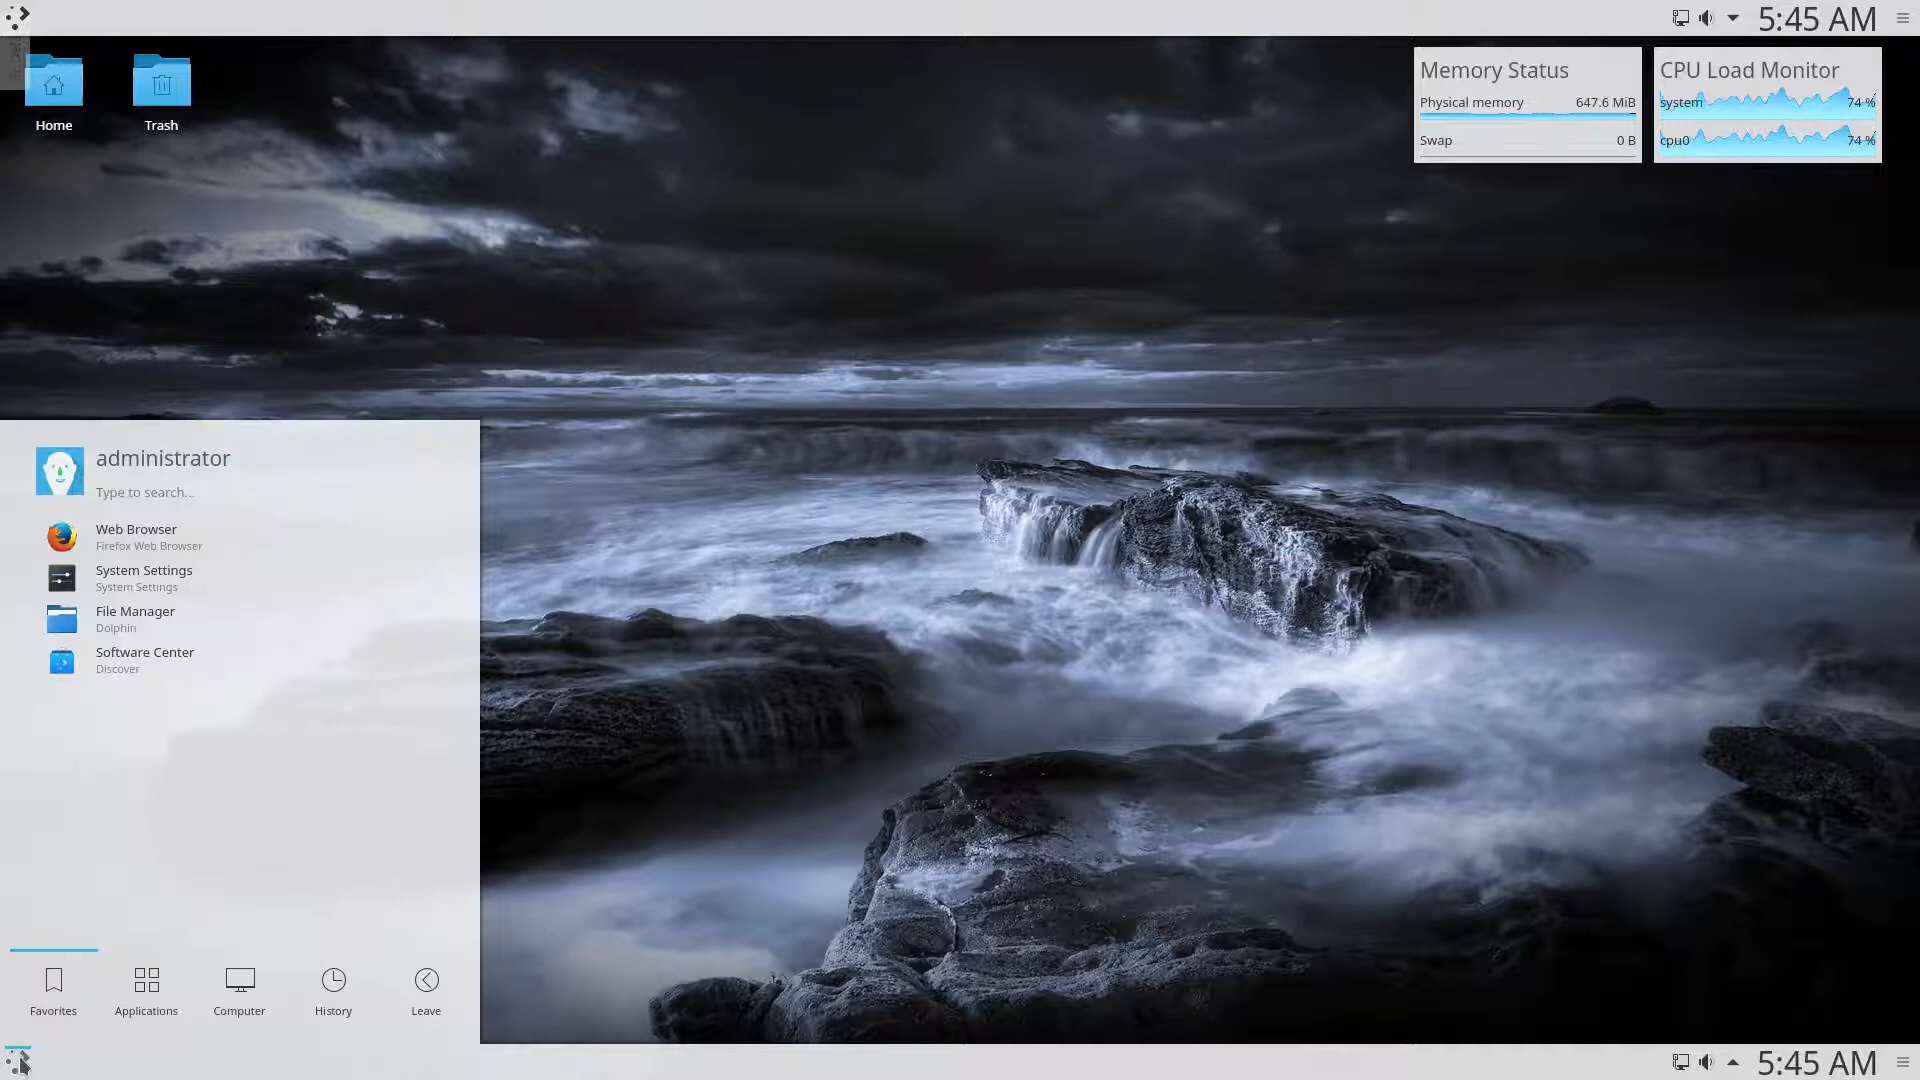 5:45 AM
Home
Trash
Memory Status
Physical memory 647.6 MiB
Swap 0 B
CPU Load Monitor
system 74 %
cpu0 74 %
administrator
Type to search...
Web Browser
Firefox Web Browser
System Settings
System Settings
File Manager
Dolphin
Software Center
Discover
Favorites
Applications
Computer
History
Leave
5:45 AM